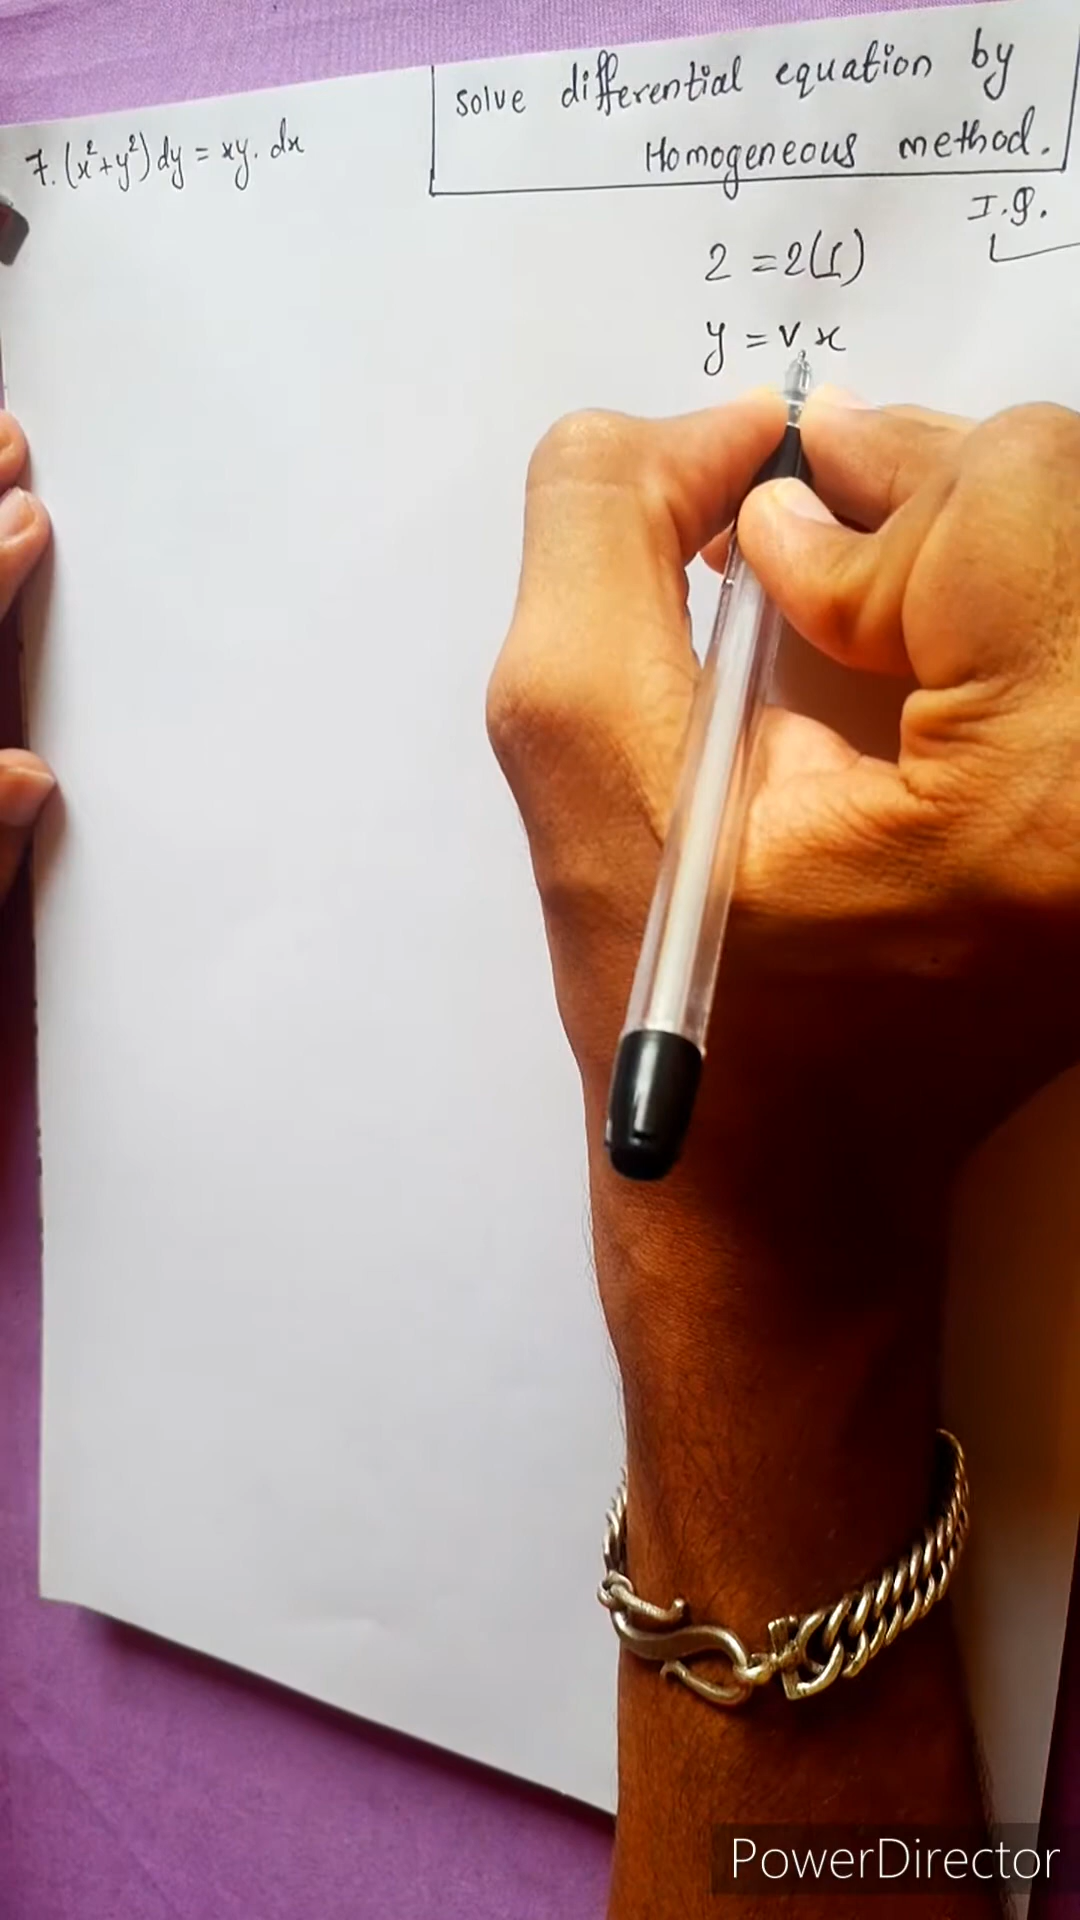 solve differential equation by
Homogeneous method.
7. (x²+y²) dy = xy. dx
I.g.
2 = 2(1)
y = v.x
PowerDirector